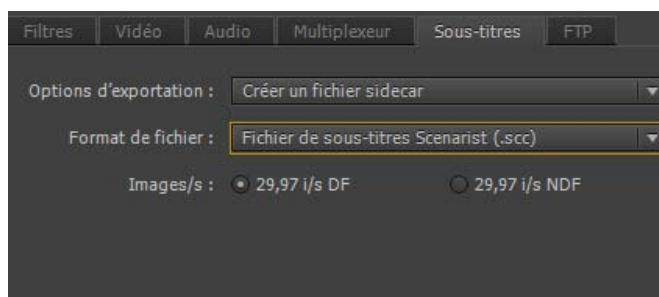 Filtres Vidéo Audio Multiplexeur Sous-titres FTP
Options d'exportation : Créer un fichier sidecar
Format de fichier : Fichier de sous-titres Scenarist (.scc)
Images/s : 29,97 i/s DF 29,97 i/s NDF